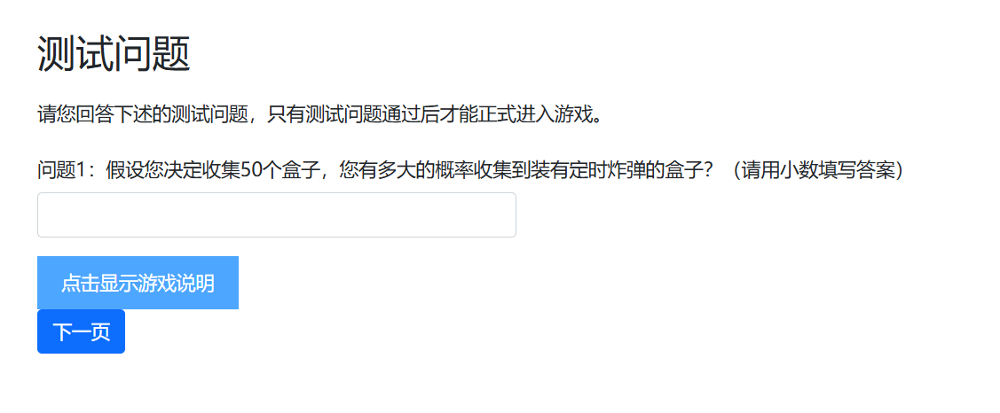 测试问题
请您回答下述的测试问题，只有测试问题通过后才能正式进入游戏。
问题1：假设您决定收集50个盒子，您有多大的概率收集到装有定时炸弹的盒子？（请用小数填写答案）
点击显示游戏说明
下一页